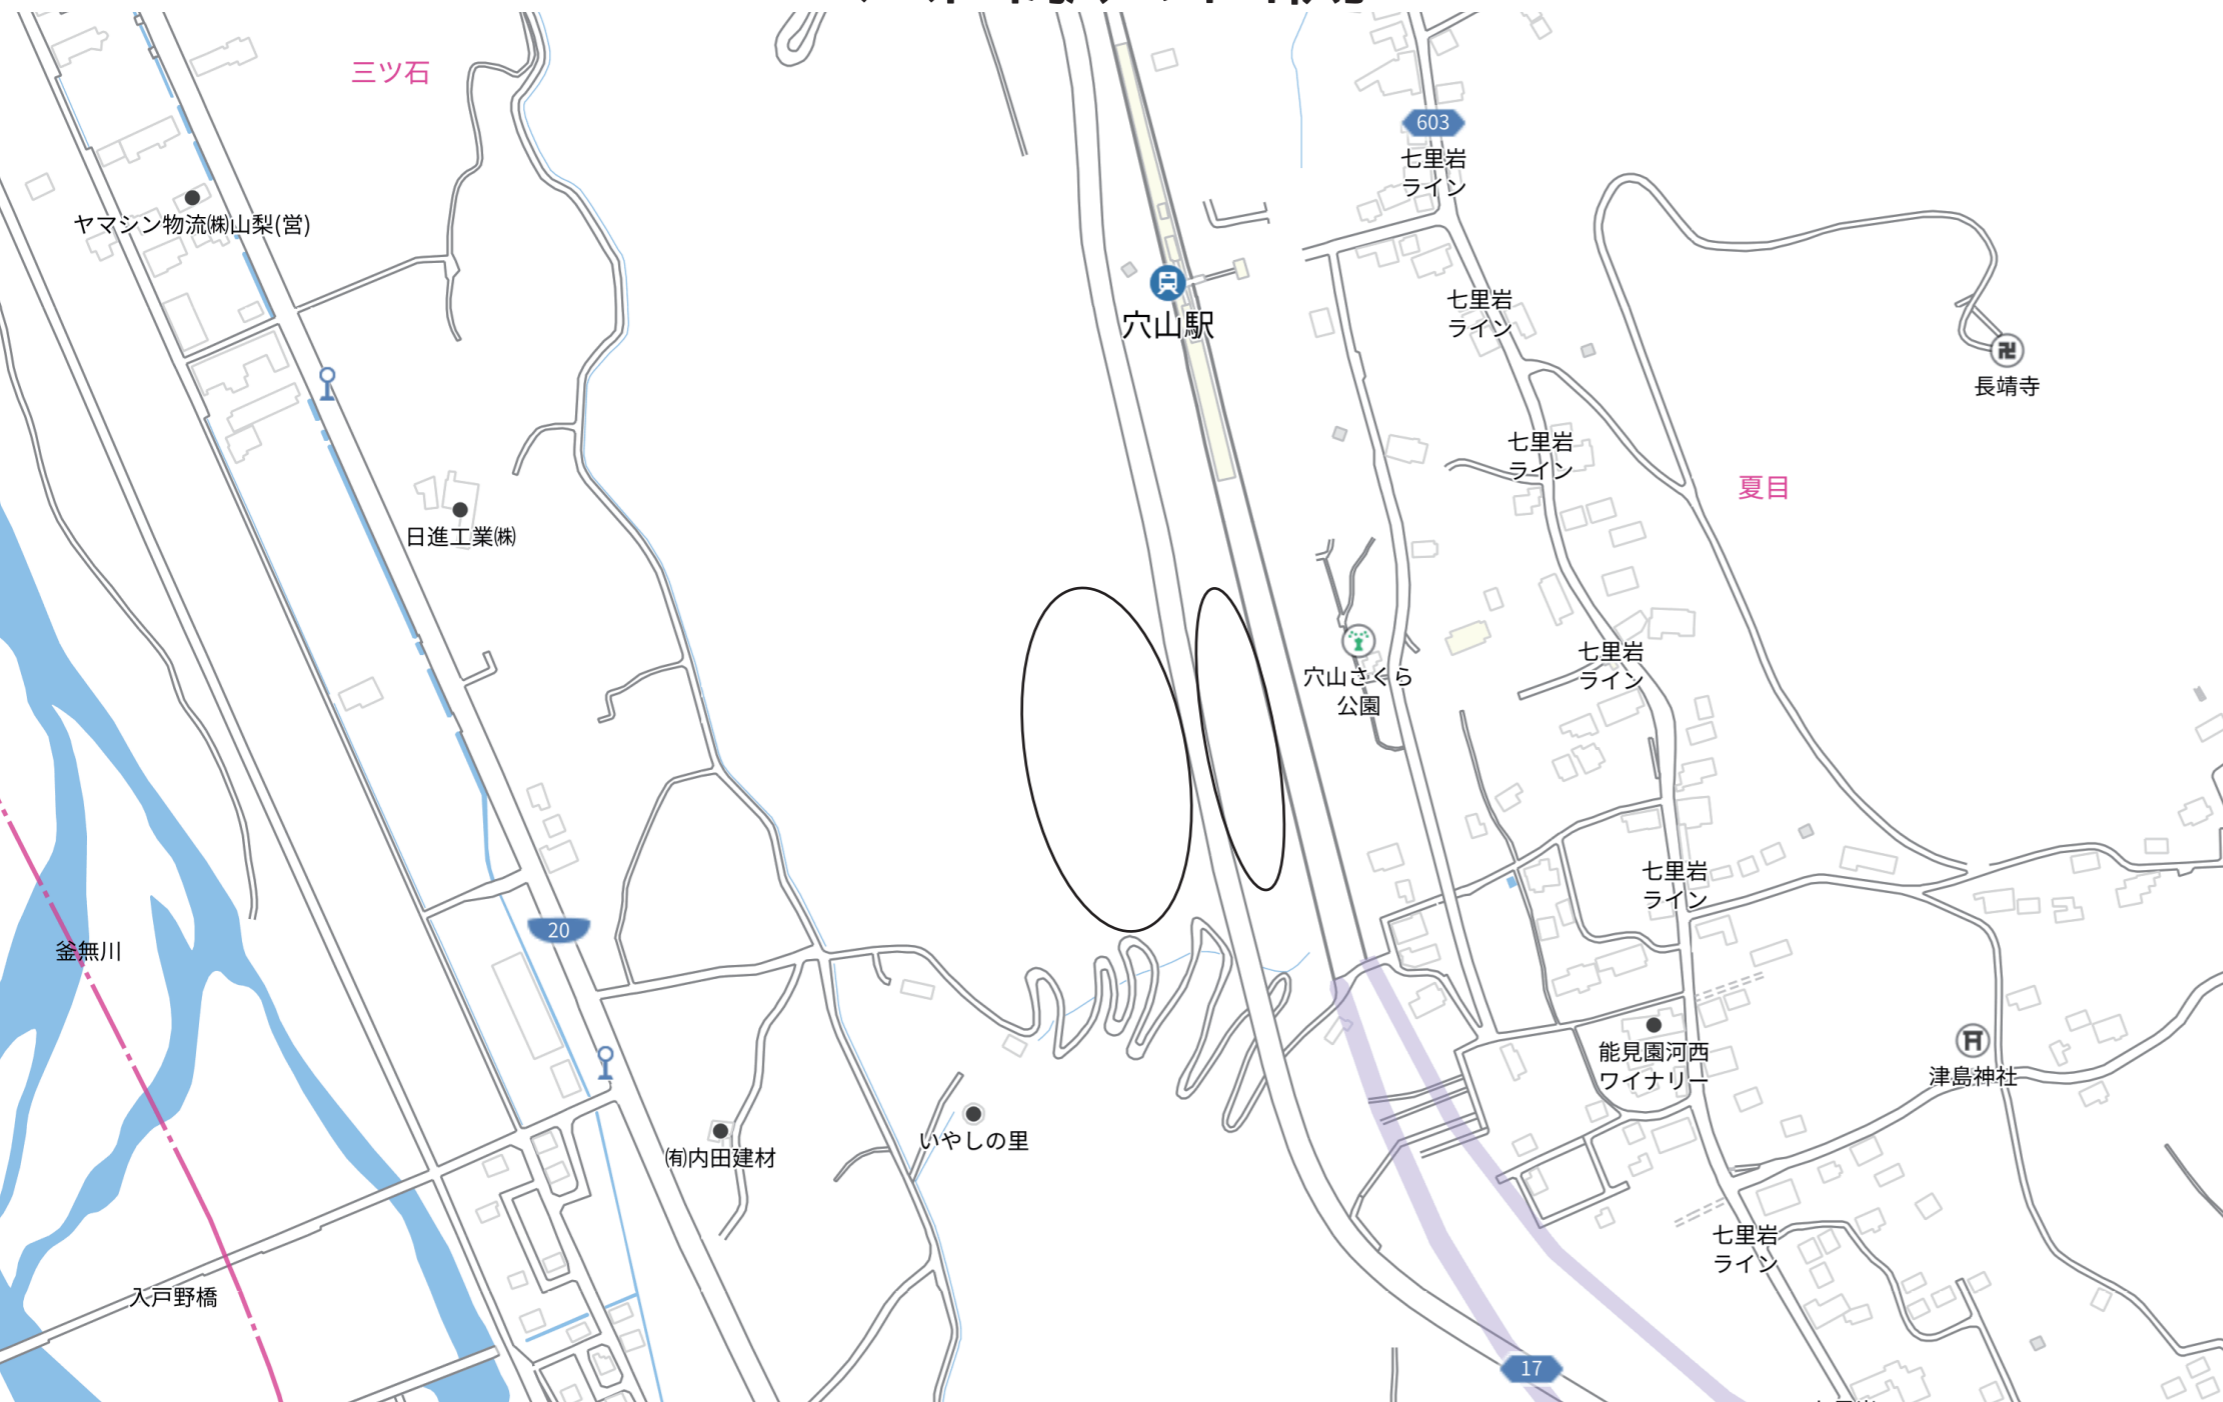 三ツ石
603
七里岩
ライン
ヤマシン物流㈱山梨(営)
七里岩
ライン
穴山駅
長靖寺
七里岩
ライン
夏目
日進工業㈱
七里岩
ライン
穴山さくら
公園
七里岩
ライン
20
釜無川
能見園河西
ワイナリー
津島神社
いやしの里
㈲内田建材
七里岩
ライン
入戸野橋
17